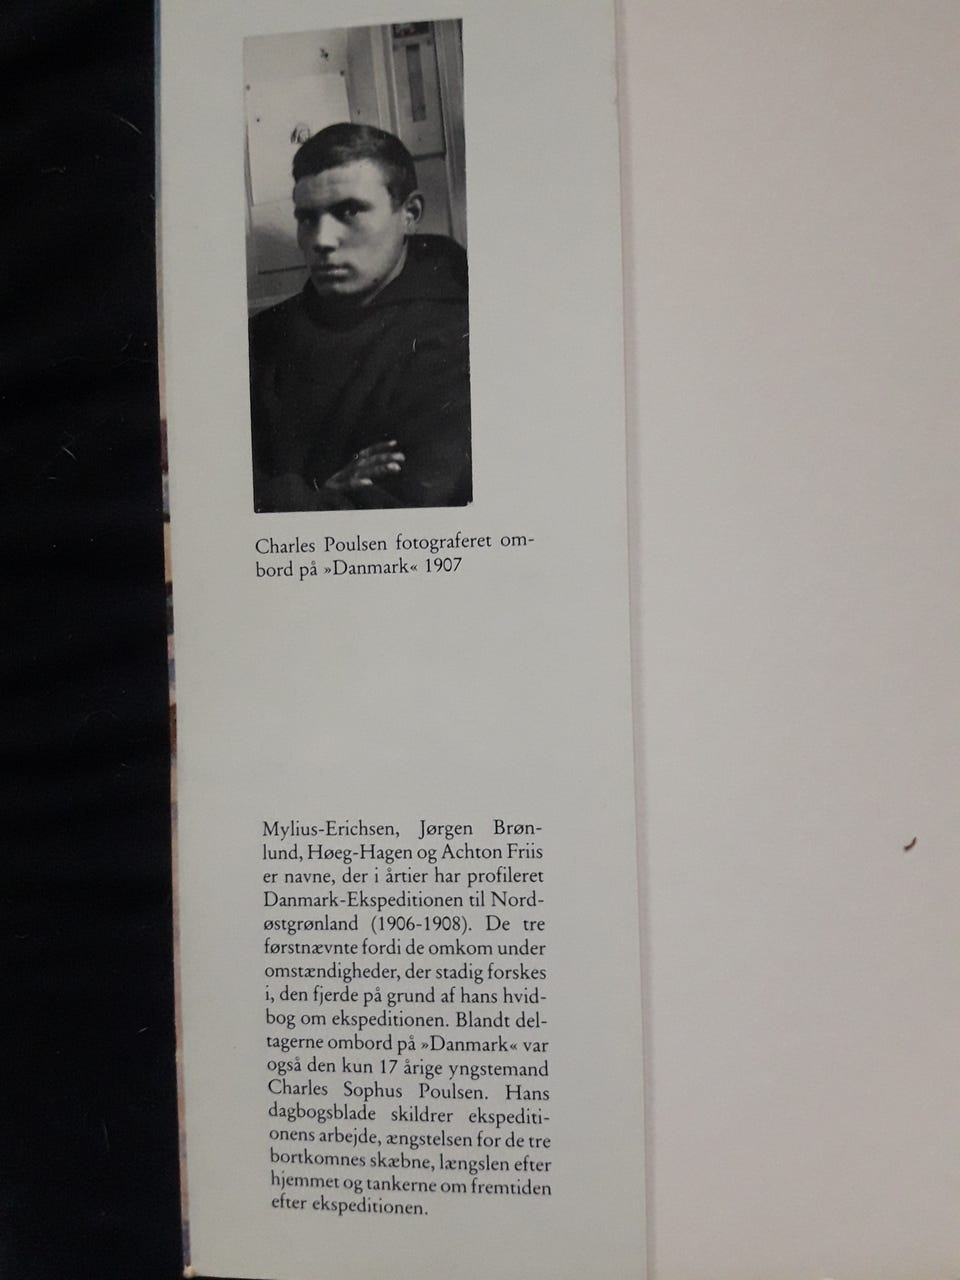 Charles Poulsen fotograferet om-
bord på »Danmark« 1907
Mylius-Erichsen, Jørgen Brøn-
lund, Høeg-Hagen og Achton Friis
er navne, der i årtier har profileret
Danmark-Ekspeditionen til Nord-
østgrønland (1906-1908). De tre
førstnævnte fordi de omkom under
omstændigheder, der stadig forskes
i, den fjerde på grund af hans hvid-
bog om ekspeditionen. Blandt del-
tagerne ombord på »Danmark« var
også den kun 17 årige yngstemand
Charles Sophus Poulsen. Hans
dagbogsblade skildrer ekspediti-
onens arbejde, ængstelsen for de tre
bortkomnes skæbne, længslen efter
hjemmet og tankerne om fremtiden
efter ekspeditionen.